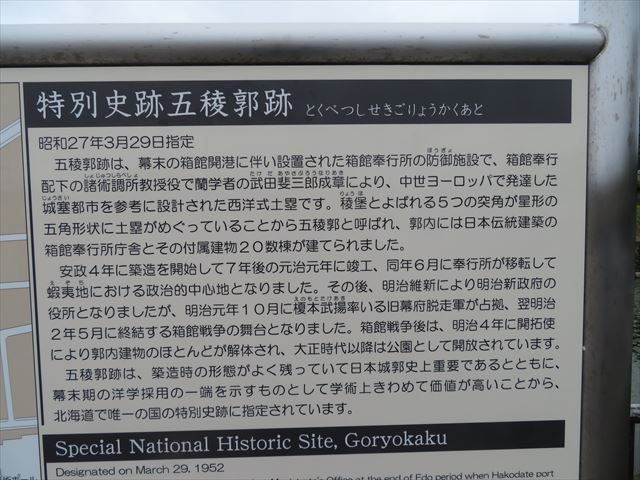 特別史跡五稜郭跡 とくべつしせきごりょうかくあと
昭和27年3月29日指定
五稜郭跡は、幕末の箱館開港に伴い設置された箱館奉行所の防御施設で、箱館奉行
配下の諸術調所教授役で蘭学者の武田斐三郎成章により、中世ヨーロッパで発達した
城塞都市を参考に設計された西洋式土塁です。稜堡とよばれる5つの突角が星形の
五角形状に土塁がめぐっていることから五稜郭と呼ばれ、郭内には日本伝統建築の
箱館奉行所庁舎とその付属建物20数棟が建てられました。
安政4年に築造を開始して7年後の元治元年に竣工、同年6月に奉行所が移転して
蝦夷地における政治的中心地となりました。その後、明治維新により明治新政府の
役所となりましたが、明治元年10月に榎本武揚率いる旧幕府脱走軍が占拠、翌明治
2年5月に終結する箱館戦争の舞台となりました。箱館戦争後は、明治4年に開拓使
により郭内建物のほとんどが解体され、大正時代以降は公園として開放されています。
五稜郭跡は、築造時の形態がよく残っていて日本城郭史上重要であるとともに、
幕末期の洋学採用の一端を示すものとして学術上きわめて価値が高いことから、
北海道で唯一の国の特別史跡に指定されています。
Special National Historic Site, Goryokaku
Designated on March 29, 1952
Office at the end of Edo period when Hakodate port